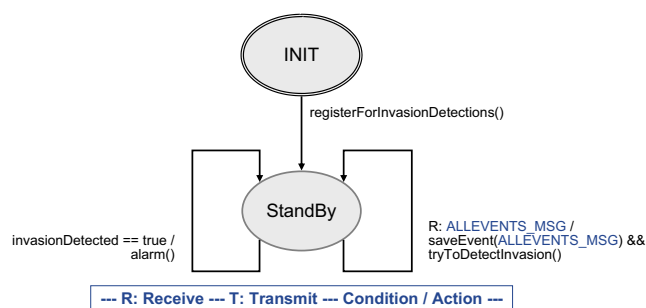 INIT
registerForInvasionDetections()
StandBy
invasionDetected == true /
alarm()
R: ALLEVENTS_MSG /
saveEvent(ALLEVENTS_MSG) &&
tryToDetectInvasion()
--- R: Receive --- T: Transmit --- Condition / Action ---